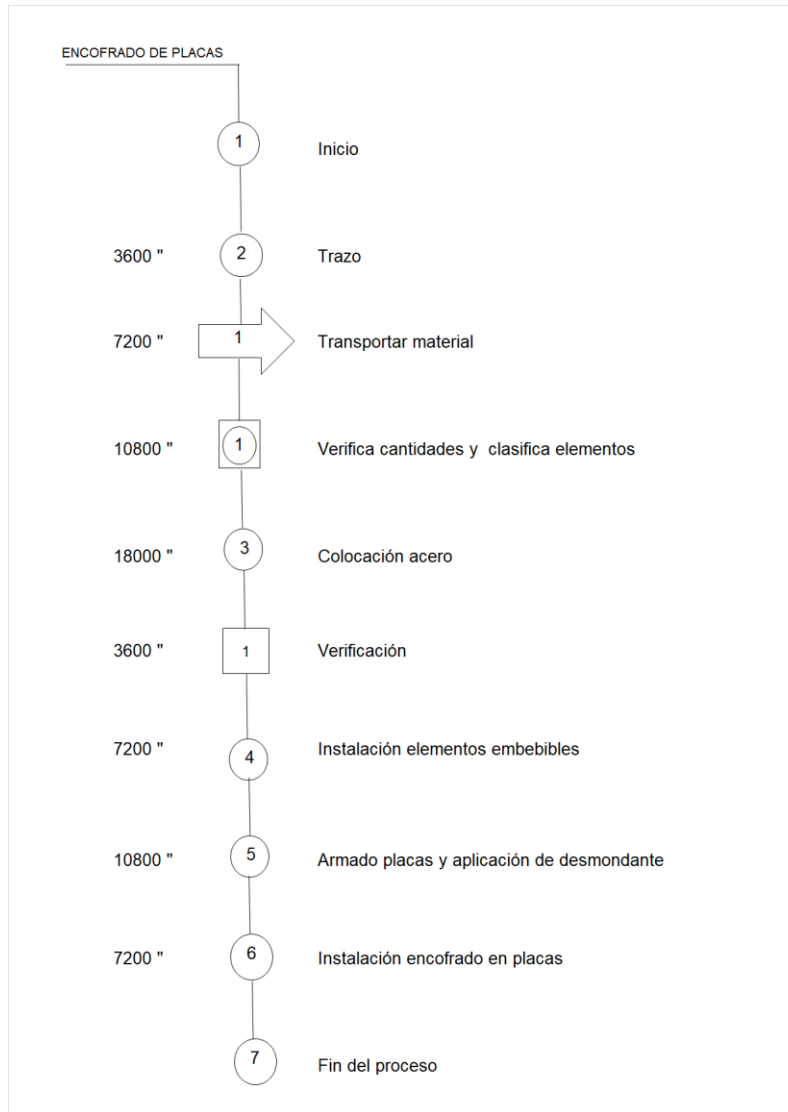 ENCOFRADO DE PLACAS
1 Inicio
3600 " 2 Trazo
7200 " 1 Transportar material
10800 " 1 Verifica cantidades y clasifica elementos
18000 " 3 Colocación acero
3600 " 1 Verificación
7200 " 4 Instalación elementos embebibles
10800 " 5 Armado placas y aplicación de desmondante
7200 " 6 Instalación encofrado en placas
7 Fin del proceso